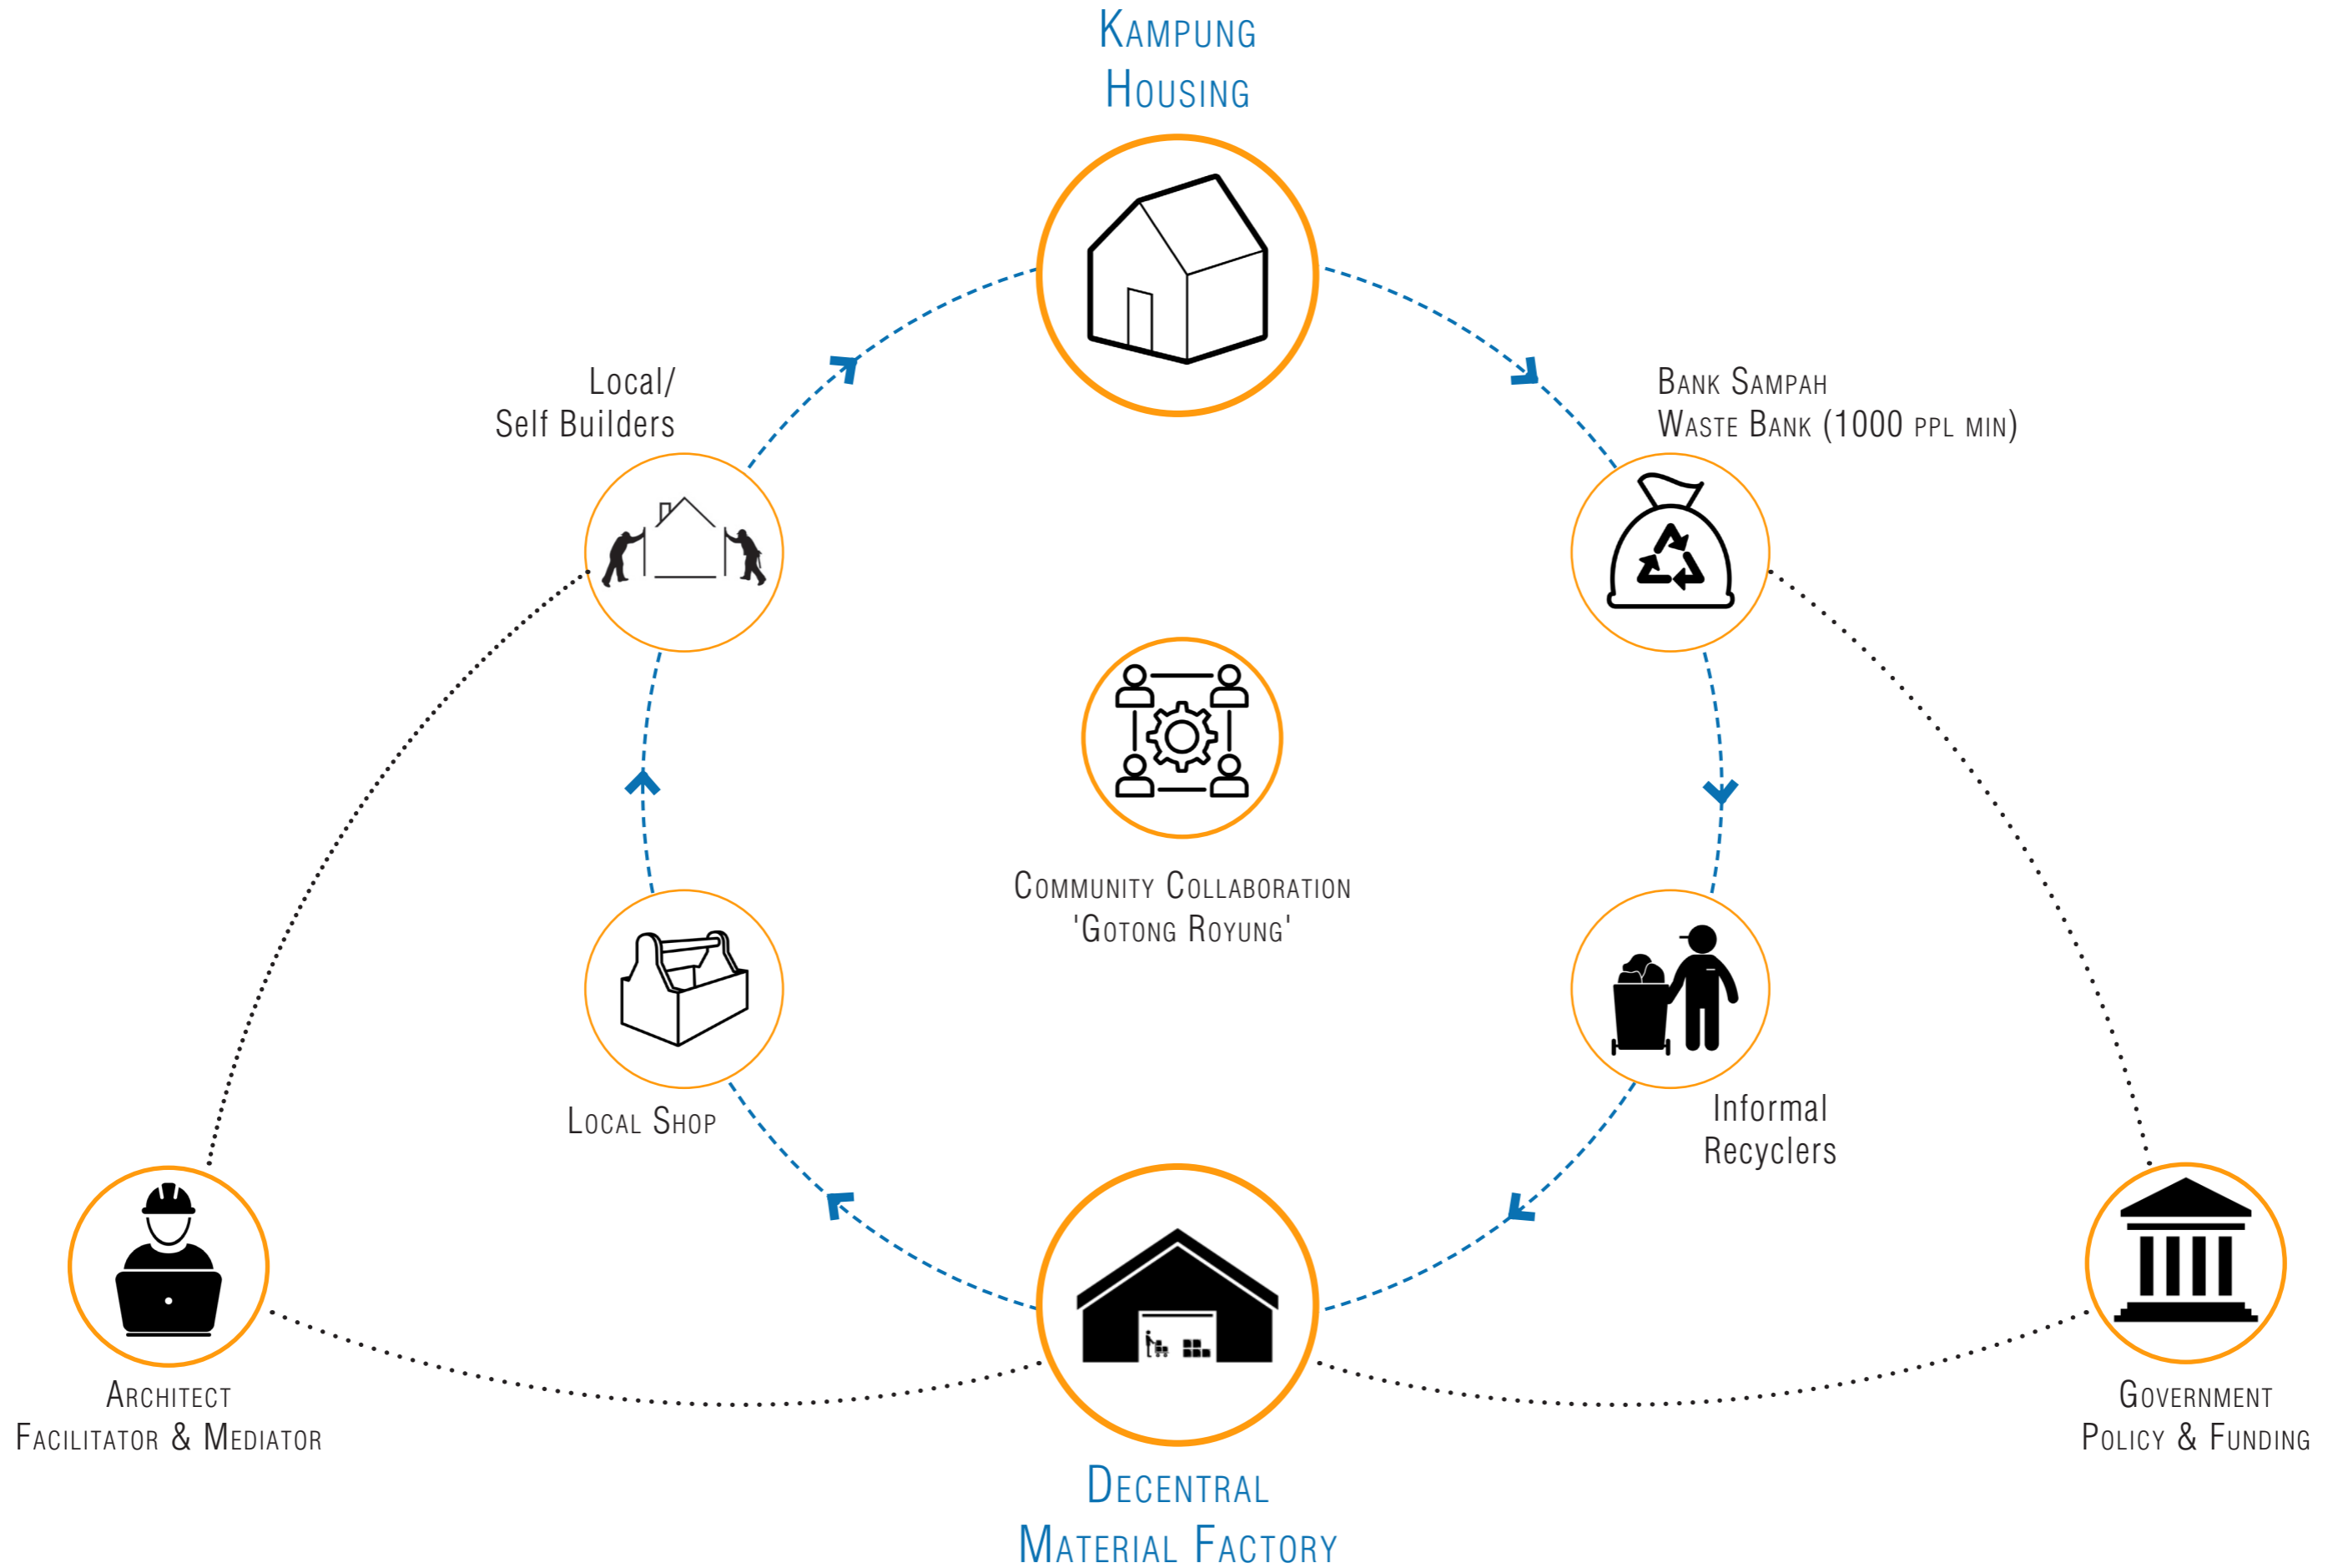 Kampung
Housing
Local/
Self Builders
Bank Sampah
Waste Bank (1000 ppl min)
Community Collaboration
'Gotong Royung'
Local Shop
Informal
Recyclers
Architect
Facilitator & Mediator
Government
Policy & Funding
Decentral
Material Factory